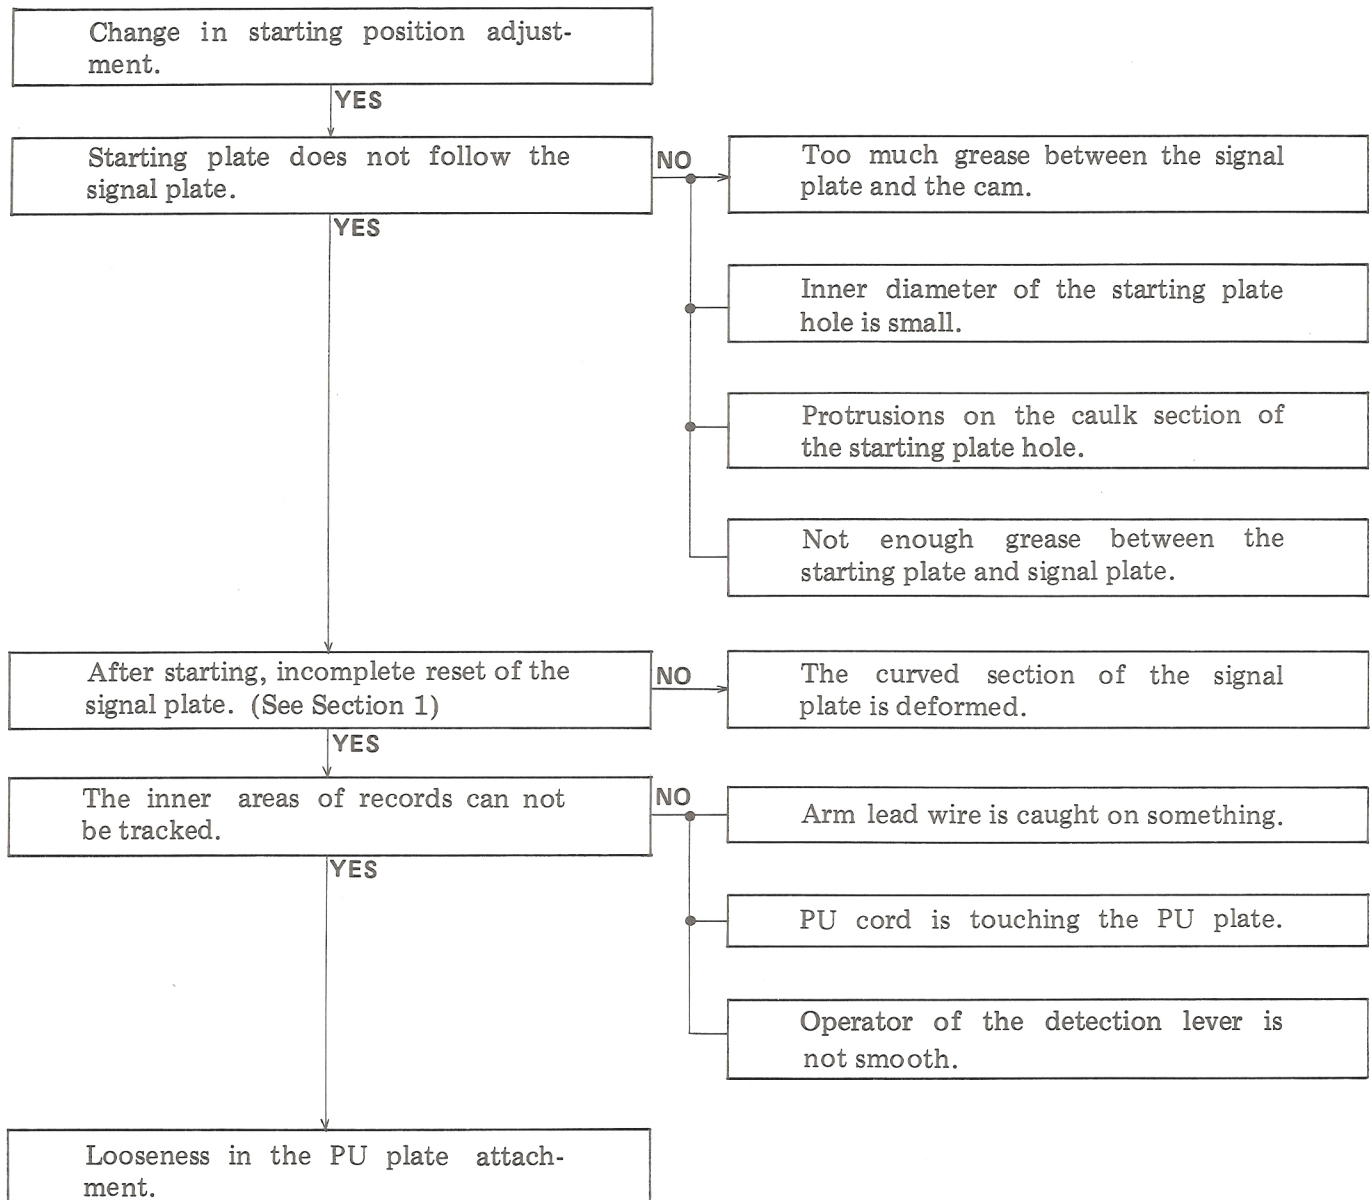 Change in starting position adjust-
ment.
YES
Starting plate does not follow the
signal plate.
NO
Too much grease between the signal
plate and the cam.
YES
Inner diameter of the starting plate
hole is small.
Protrusions on the caulk section of
the starting plate hole.
Not enough grease between the
starting plate and signal plate.
After starting, incomplete reset of the
signal plate. (See Section 1)
NO
The curved section of the signal
plate is deformed.
YES
The inner areas of records can not
be tracked.
NO
Arm lead wire is caught on something.
YES
PU cord is touching the PU plate.
Operator of the detection lever is
not smooth.
Looseness in the PU plate attach-
ment.